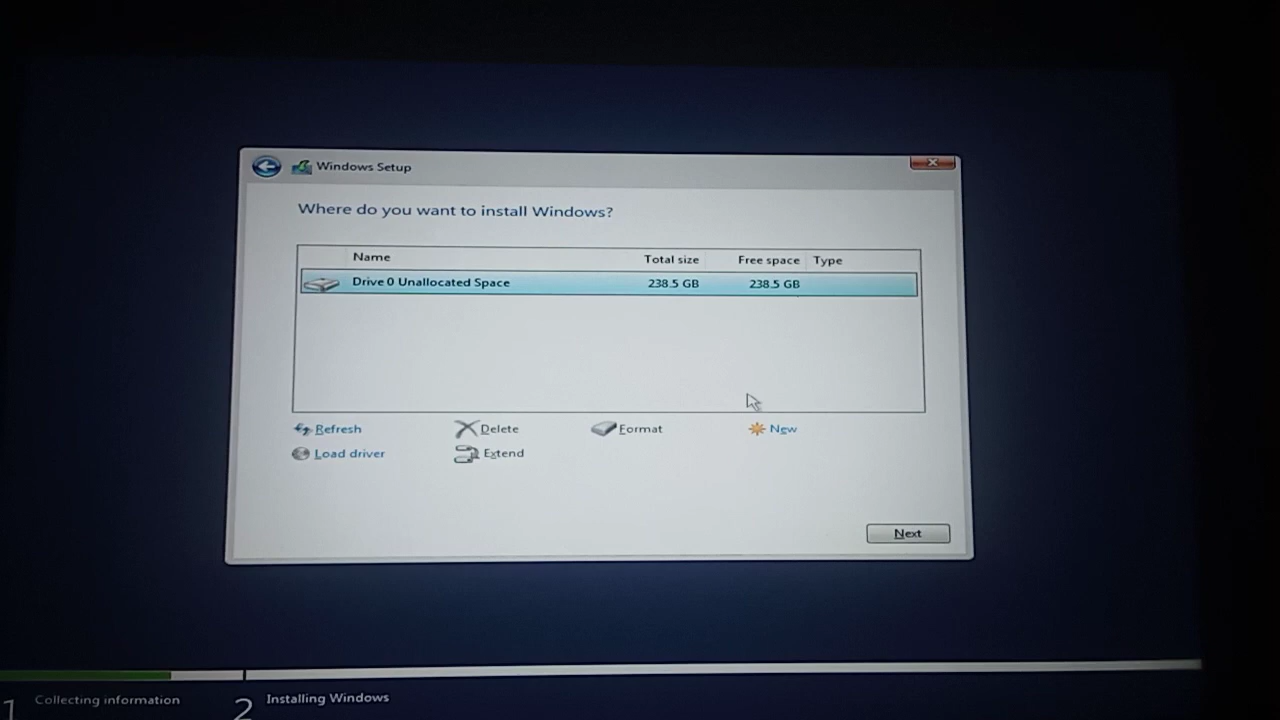 Windows Setup
Where do you want to install Windows?
Name Total size Free space Type
Drive 0 Unallocated Space 238.5 GB 238.5 GB
Refresh Delete Format New
Load driver Extend
Next
1 Collecting information 2 Installing Windows